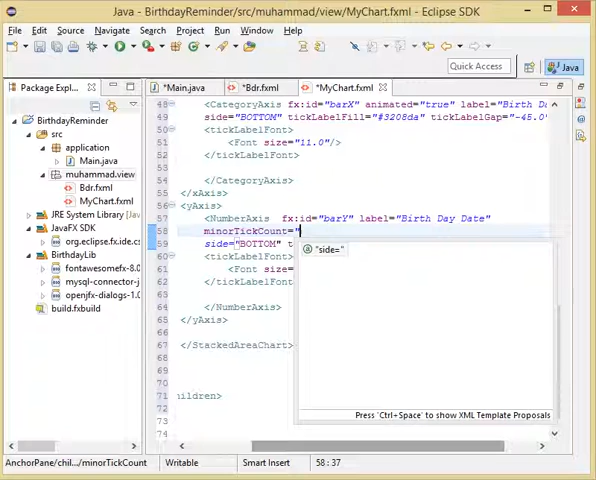 Java - BirthdayReminder/src/muhammad/view/MyChart.fxml - Eclipse SDK
File Edit Source Navigate Search Project Run Window Help
Quick Access
Java
Package Expl...
*Main.java
*Bdr.fxml
*MyChart.fxml
BirthdayReminder
src
application
Main.java
muhammad.view
Bdr.fxml
MyChart.fxml
JRE System Library [
JavaFX SDK
org.eclipse.fx.ide.cs
BirthdayLib
fontawesomefx-8.0
mysql-connector-ja
openjfx-dialogs-1.0.
build.fxbuild
48 <CategoryAxis fx:id="barX" animated="true" label="Birth Da
49 side="BOTTOM" tickLabelFill="#3208da" tickLabelGap="-45.0"
50 <tickLabelFont>
51 <Font size="11.0"/>
52 </tickLabelFont>
53
54 </CategoryAxis>
55 </xAxis>
56 <yAxis>
57 <NumberAxis fx:id="barY" label="Birth Day Date"
58 minorTickCount="
59 side="BOTTOM" t
60 <tickLabelFont>
61 <Font size=
62 </tickLabelFon
63
64 </NumberAxis>
65 </yAxis>
66
67 </StackedAreaChart>
68
69
70
71 hildren>
72
73
74
"side="
Press 'Ctrl+Space' to show XML Template Proposals
AnchorPane/chil.../minorTickCount
Writable
Smart Insert
58 : 37